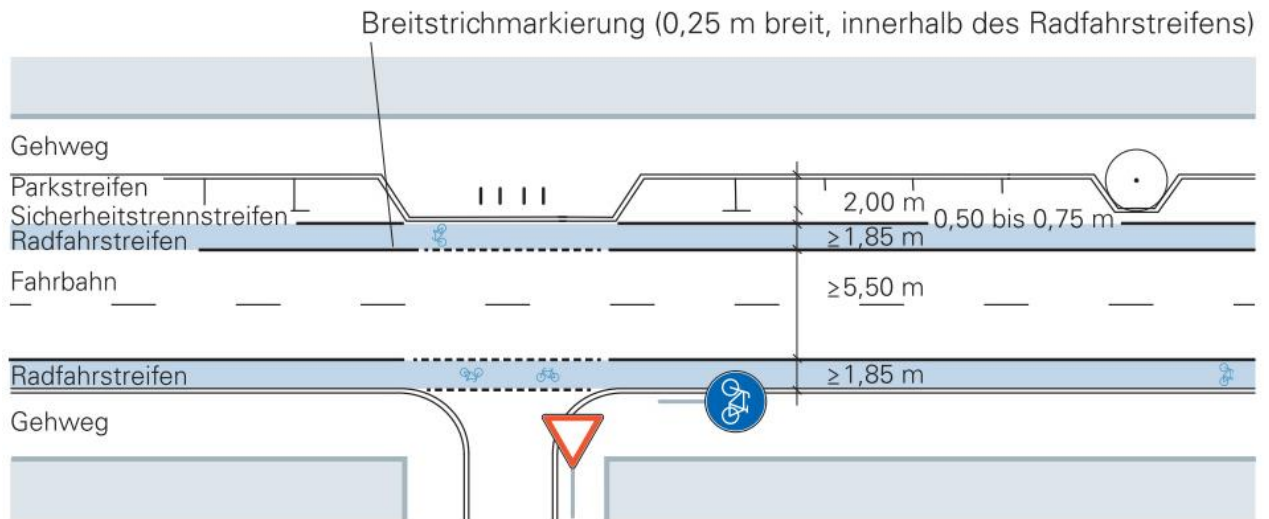 Breitstrichmarkierung (0,25 m breit, innerhalb des Radfahrstreifens)
Gehweg
Parkstreifen
2,00 m
Sicherheitstrennstreifen
0,50 bis 0,75 m
Radfahrstreifen
≥1,85 m
Fahrbahn
≥5,50 m
Radfahrstreifen
≥1,85 m
Gehweg